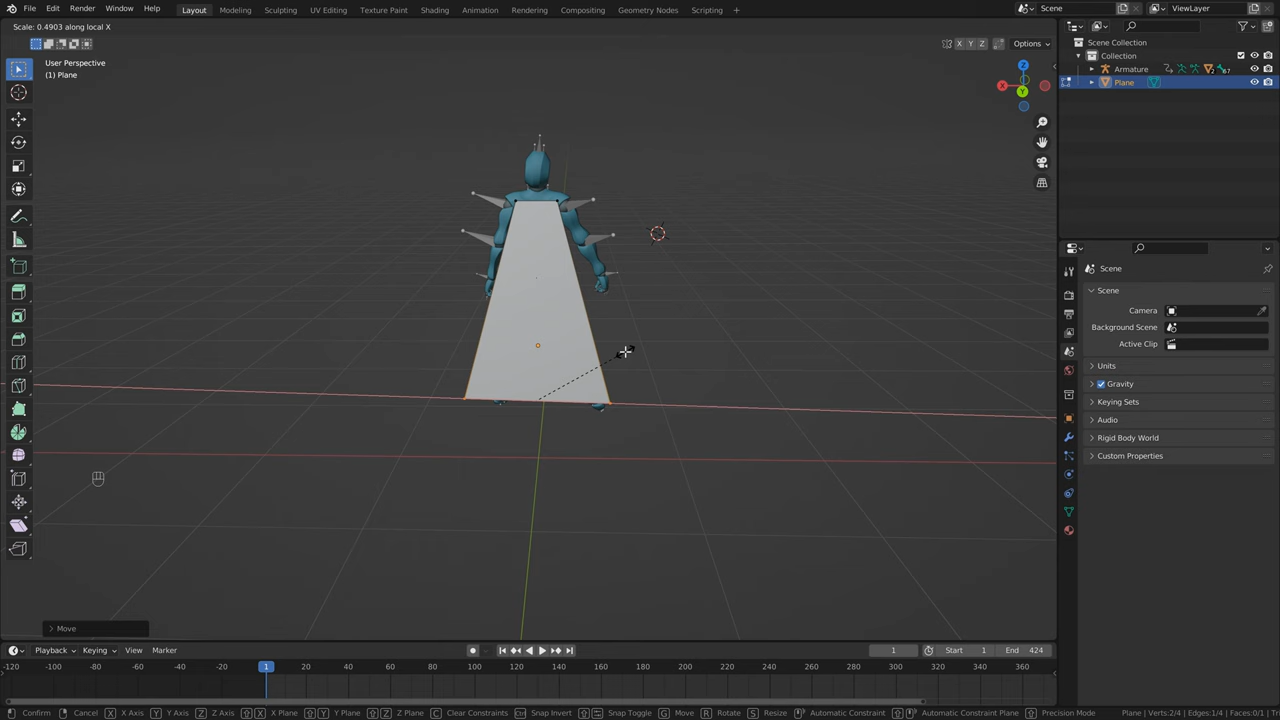 File Edit Render Window Help Layout Modeling Sculpting UV Editing Texture Paint Shading Animation Rendering Compositing Geometry Nodes Scripting + Scene ViewLayer
Scale: 0.4903 along local X
X Y Z Options
User Perspective
(1) Plane
Z
X
Y
Move
Scene Collection
Collection
Armature 2 67
Plane
Scene
Scene
Camera
Background Scene
Active Clip
Units
Gravity
Keying Sets
Audio
Rigid Body World
Custom Properties
Playback Keying View Marker 1 Start 1 End 424
-120 -100 -80 -60 -40 -20 1 20 40 60 80 100 120 140 160 180 200 220 240 260 280 300 320 340 360
Confirm Cancel X X Axis Y Y Axis Z Z Axis X X Plane Y Y Plane Z Z Plane C Clear Constraints Snap Invert Snap Toggle G Move R Rotate S Resize Automatic Constraint Automatic Constraint Plane Precision Mode Plane | Verts:2/4 | Edges:1/4 | Faces:0/1